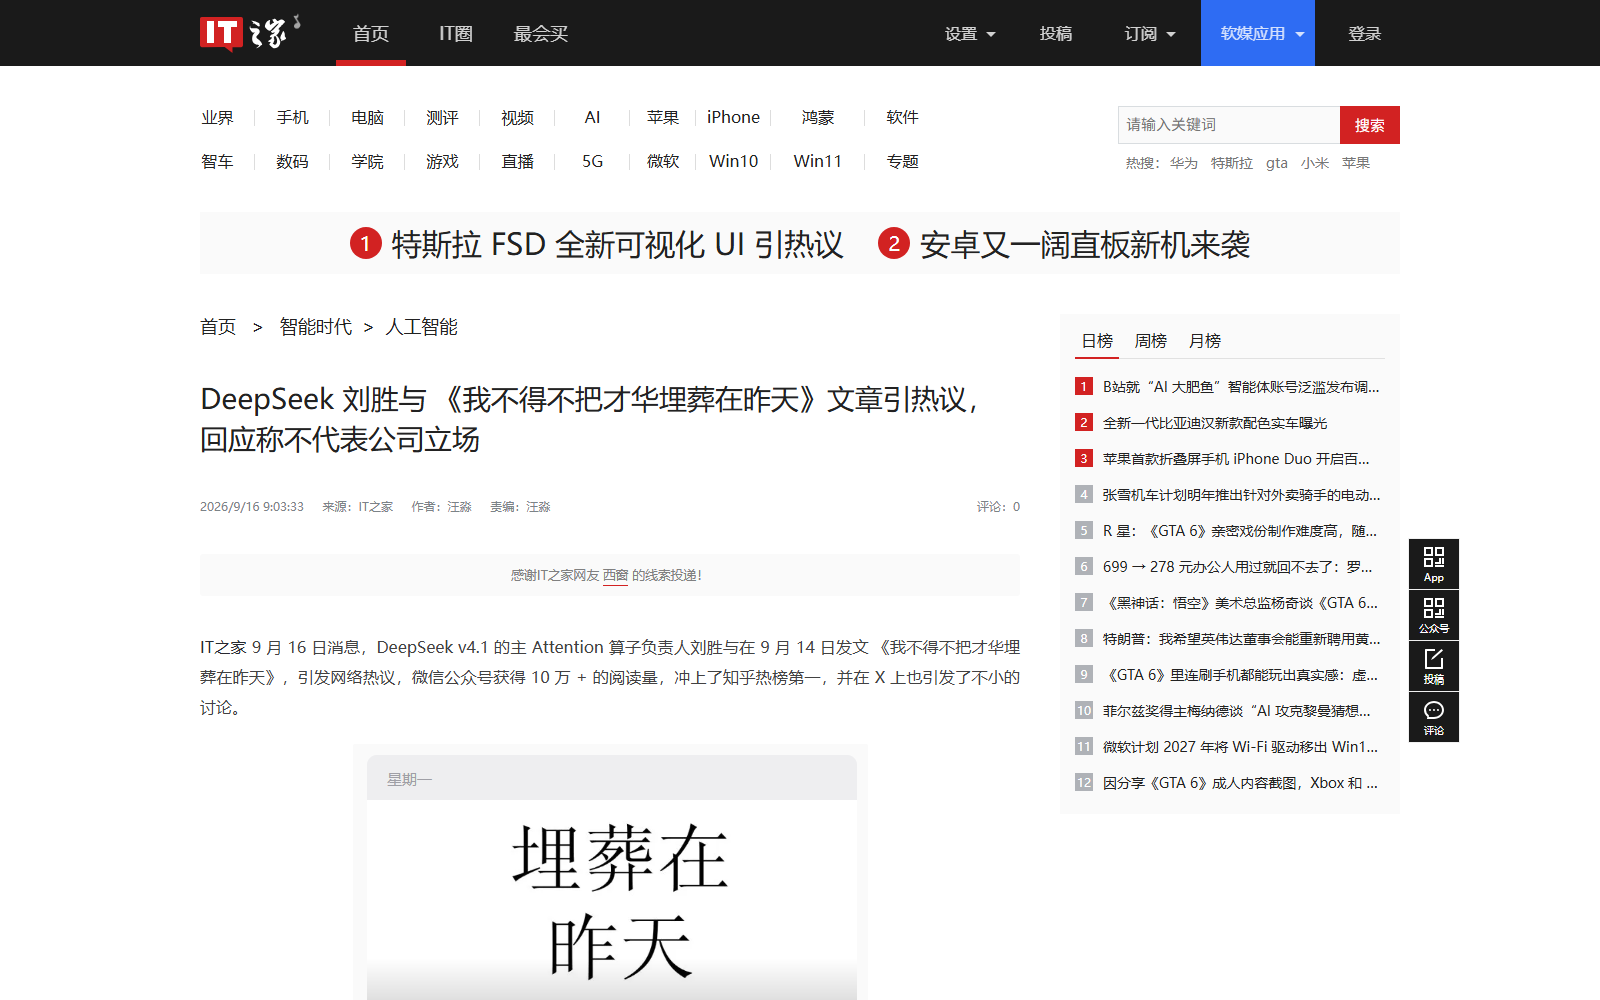 IT之家
首页
IT圈
最会买
设置
投稿
订阅
软媒应用
登录
业界
手机
电脑
测评
视频
AI
苹果
iPhone
鸿蒙
软件
智车
数码
学院
游戏
直播
5G
微软
Win10
Win11
专题
请输入关键词
搜索
热搜： 华为 特斯拉 gta 小米 苹果
1 特斯拉 FSD 全新可视化 UI 引热议
2 安卓又一阔直板新机来袭
首页 > 智能时代 > 人工智能
DeepSeek 刘胜与 《我不得不把才华埋葬在昨天》文章引热议，
回应称不代表公司立场
2026/9/16 9:03:33 来源：IT之家 作者：汪淼 责编：汪淼
评论：0
感谢IT之家网友 西窗 的线索投递！
IT之家 9 月 16 日消息，DeepSeek v4.1 的主 Attention 算子负责人刘胜与在 9 月 14 日发文 《我不得不把才华埋
葬在昨天》，引发网络热议，微信公众号获得 10 万 + 的阅读量，冲上了知乎热榜第一，并在 X 上也引发了不小的
讨论。
星期一
埋葬在
昨天
日榜
周榜
月榜
1 B站就“AI 大肥鱼”智能体账号泛滥发布调...
2 全新一代比亚迪汉新款配色实车曝光
3 苹果首款折叠屏手机 iPhone Duo 开启百...
4 张雪机车计划明年推出针对外卖骑手的电动...
5 R 星：《GTA 6》亲密戏份制作难度高，随...
6 699 → 278 元办公人用过就回不去了：罗...
7 《黑神话：悟空》美术总监杨奇谈《GTA 6...
8 特朗普：我希望英伟达董事会能重新聘用黄...
9 《GTA 6》里连刷手机都能玩出真实感：虚...
10 菲尔兹奖得主梅纳德谈“AI 攻克黎曼猜想...
11 微软计划 2027 年将 Wi-Fi 驱动移出 Win1...
12 因分享《GTA 6》成人内容截图，Xbox 和 ...
App
公众号
投稿
评论